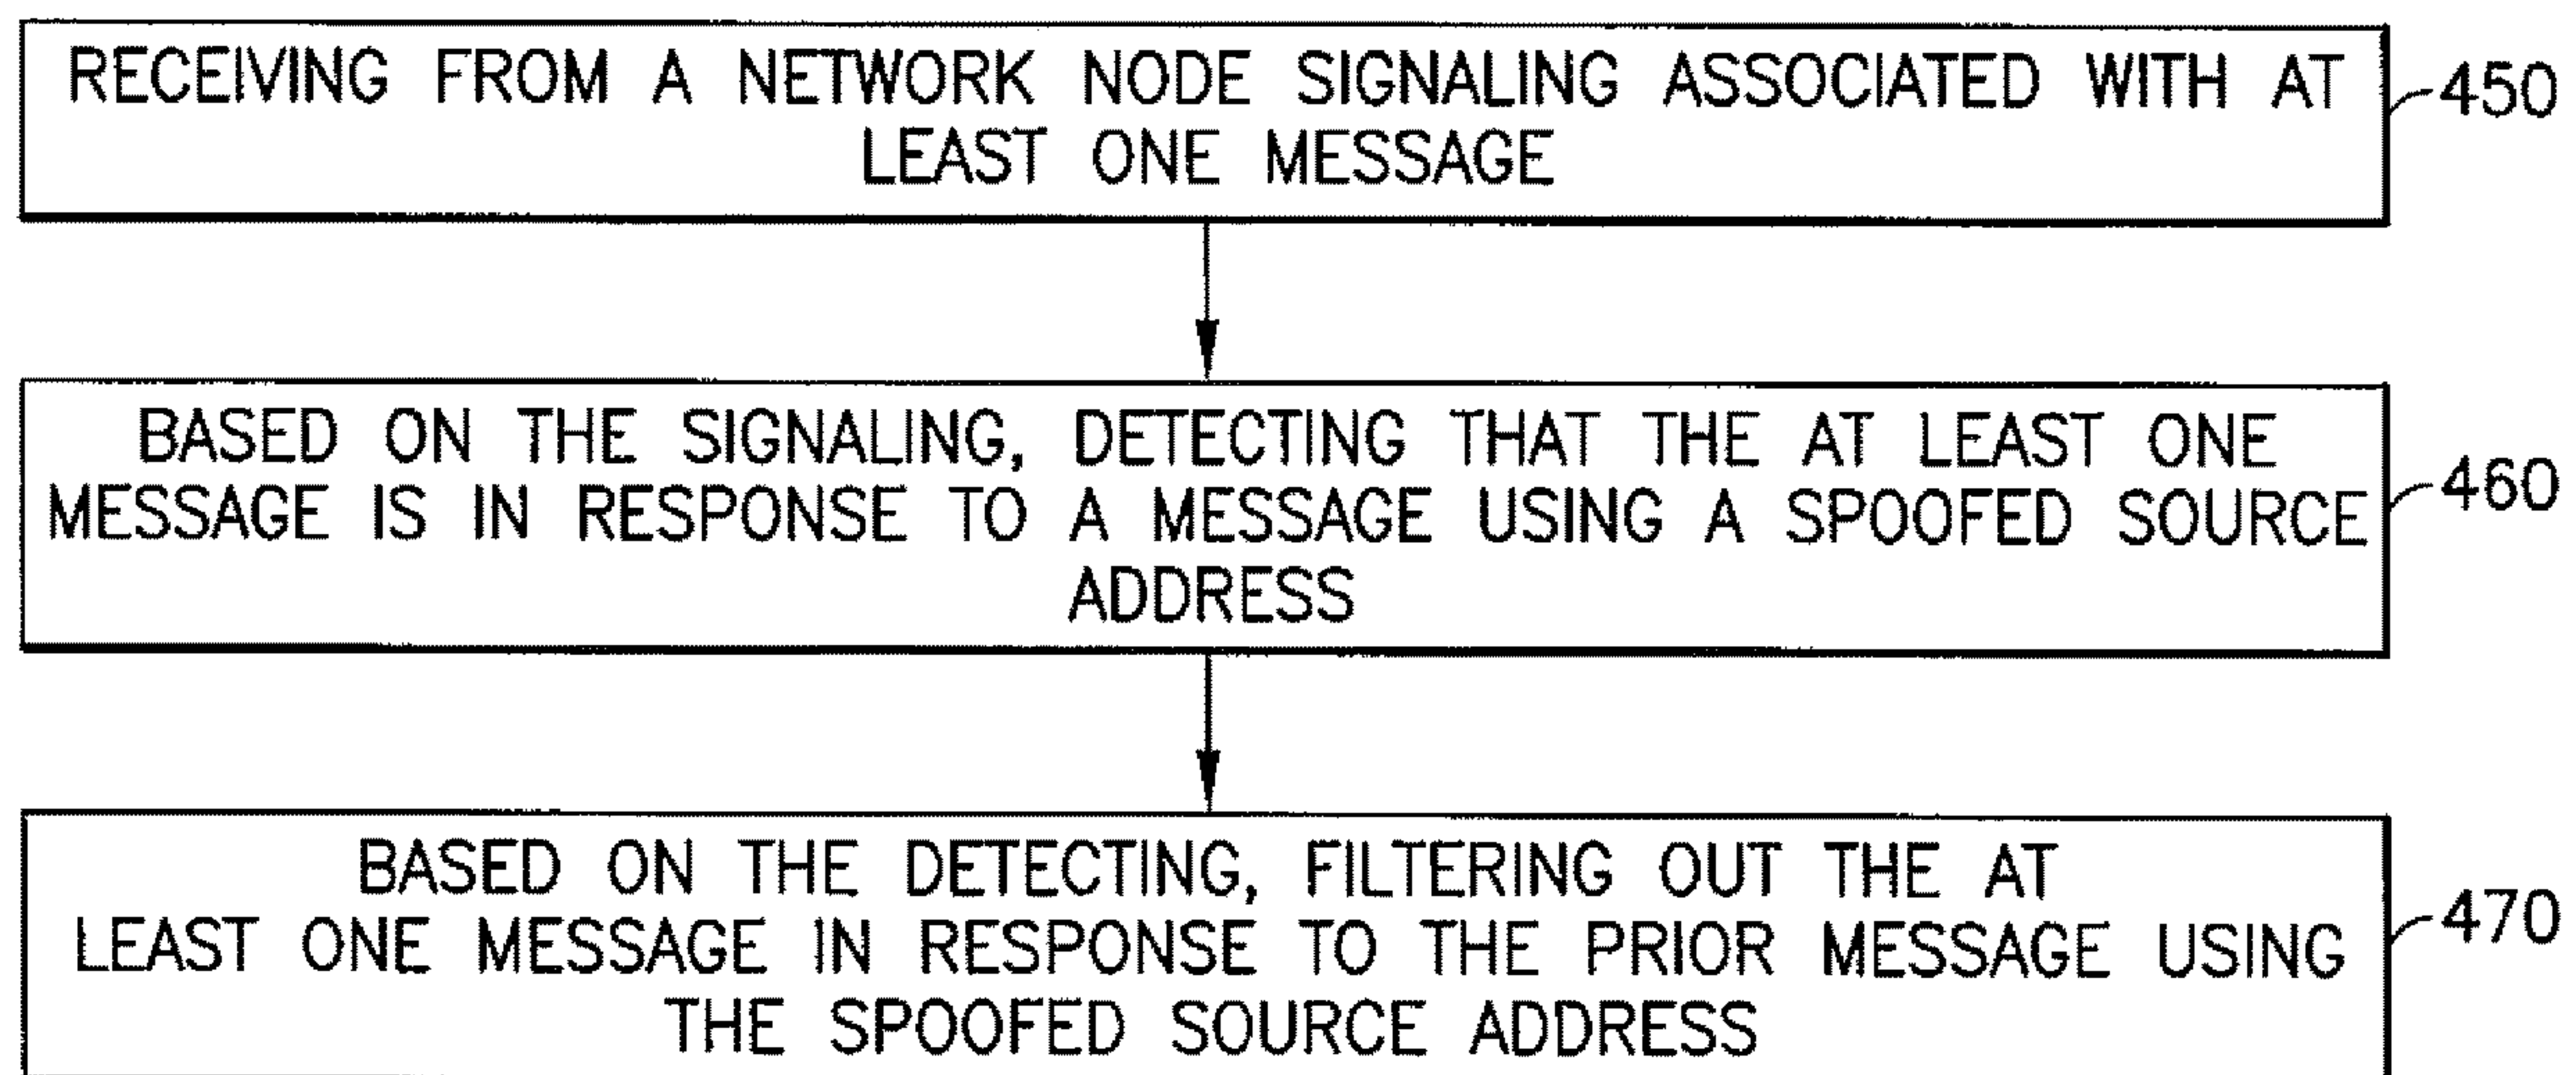 RECEIVING FROM A NETWORK NODE SIGNALING ASSOCIATED WITH AT
LEAST ONE MESSAGE
450
BASED ON THE SIGNALING, DETECTING THAT THE AT LEAST ONE
MESSAGE IS IN RESPONSE TO A MESSAGE USING A SPOOFED SOURCE
ADDRESS
460
BASED ON THE DETECTING, FILTERING OUT THE AT
LEAST ONE MESSAGE IN RESPONSE TO THE PRIOR MESSAGE USING
THE SPOOFED SOURCE ADDRESS
470